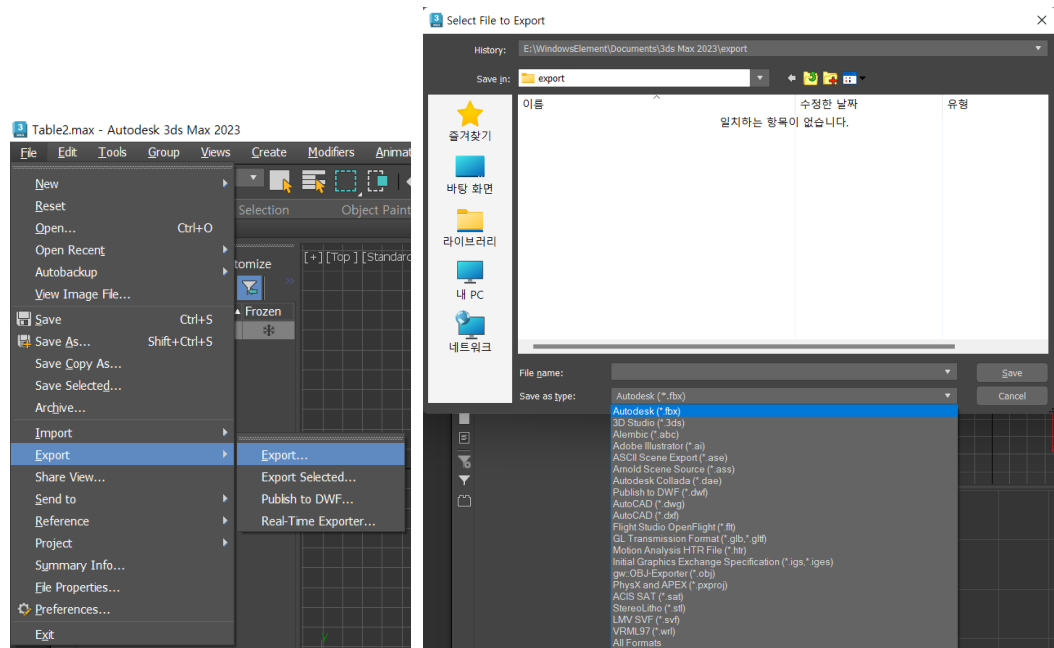 Table2.max - Autodesk 3ds Max 2023
File Edit Tools Group Views Create Modifiers Animat
Selection Object Paint
New
Reset
Open... Ctrl+O
Open Recent
Autobackup
View Image File...
Save Ctrl+S
Save As... Shift+Ctrl+S
Save Copy As...
Save Selected...
Archive...
Import
Export
Share View...
Send to
Reference
Project
Summary Info...
File Properties...
Preferences...
Exit
Export...
Export Selected...
Publish to DWF...
Real-Time Exporter...
tomize
Frozen
[+] [Top ] [Standard
y
Select File to Export
History: E:\WindowsElement\Documents\3ds Max 2023\export
Save in: export
즐겨찾기
바탕 화면
라이브러리
내 PC
네트워크
이름 수정한 날짜 유형
일치하는 항목이 없습니다.
File name: Save
Save as type: Autodesk (*.fbx) Cancel
Autodesk (*.fbx)
3D Studio (*.3ds)
Alembic (*.abc)
Adobe Illustrator (*.ai)
ASCII Scene Export (*.ase)
Arnold Scene Source (*.ass)
Autodesk Collada (*.dae)
Publish to DWF (*.dwf)
AutoCAD (*.dwg)
AutoCAD (*.dxf)
Flight Studio OpenFlight (*.flt)
GL Transmission Format (*.glb,*.gltf)
Motion Analysis HTR File (*.htr)
Initial Graphics Exchange Specification (*.igs,*.iges)
gw::OBJ-Exporter (*.obj)
PhysX and APEX (*.pxproj)
ACIS SAT (*.sat)
StereoLitho (*.stl)
LMV SVF (*.svf)
VRML97 (*.wrl)
All Formats